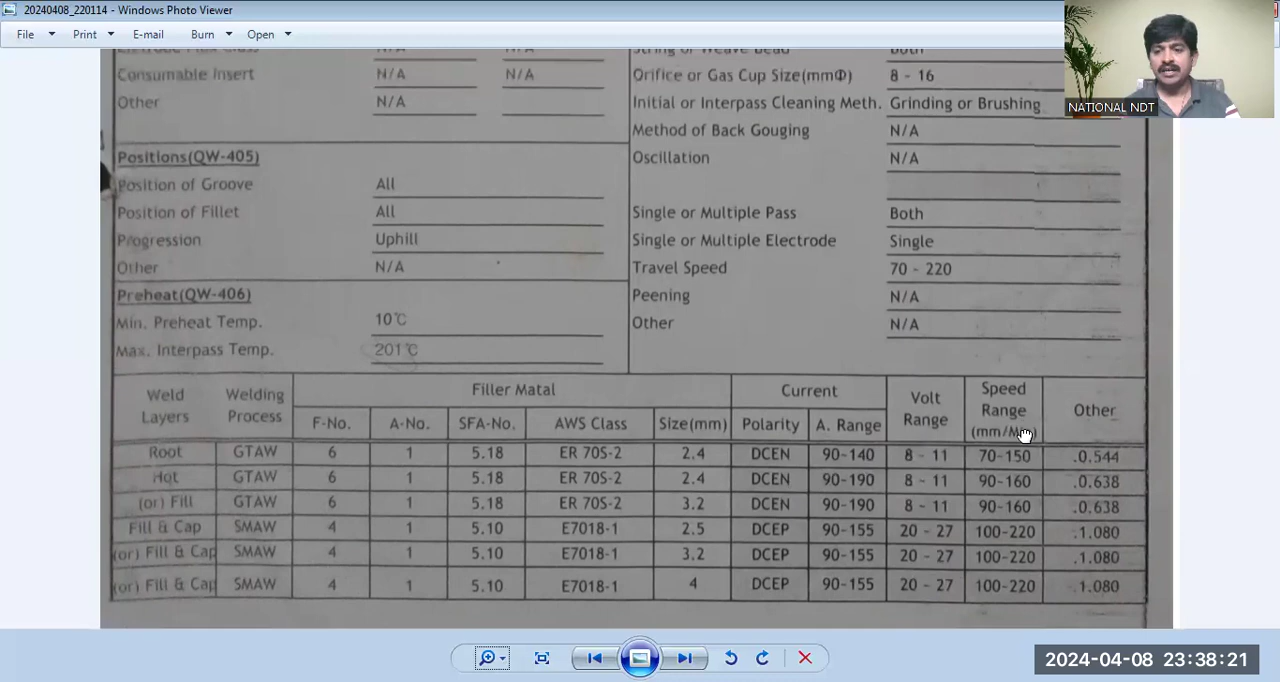 20240408_220114 - Windows Photo Viewer
File Print E-mail Burn Open
NATIONAL NDT
Consumable Insert N/A N/A
Other N/A
Positions(QW-405)
Position of Groove All
Position of Fillet All
Progression Uphill
Other N/A
Preheat(QW-406)
Min. Preheat Temp. 10℃
Max. Interpass Temp. 201℃
String or Weave Bead Both
Orifice or Gas Cup Size(mmΦ) 8 - 16
Initial or Interpass Cleaning Meth. Grinding or Brushing
Method of Back Gouging N/A
Oscillation N/A
Single or Multiple Pass Both
Single or Multiple Electrode Single
Travel Speed 70 - 220
Peening N/A
Other N/A
Weld Layers Welding Process Filler Matal Current Volt Range Speed Range Other
F-No. A-No. SFA-No. AWS Class Size(mm) Polarity A. Range
Root GTAW 6 1 5.18 ER 70S-2 2.4 DCEN 90-140 8 - 11 70-150 .0.544
Hot GTAW 6 1 5.18 ER 70S-2 2.4 DCEN 90-190 8 - 11 90-160 .0.638
(or) Fill GTAW 6 1 5.18 ER 70S-2 3.2 DCEN 90-190 8 - 11 90-160 .0.638
Fill & Cap SMAW 4 1 5.10 E7018-1 2.5 DCEP 90-155 20 - 27 100-220 .1.080
(or) Fill & Cap SMAW 4 1 5.10 E7018-1 3.2 DCEP 90-155 20 - 27 100-220 .1.080
(or) Fill & Cap SMAW 4 1 5.10 E7018-1 4 DCEP 90-155 20 - 27 100-220 .1.080
2024-04-08 23:38:21